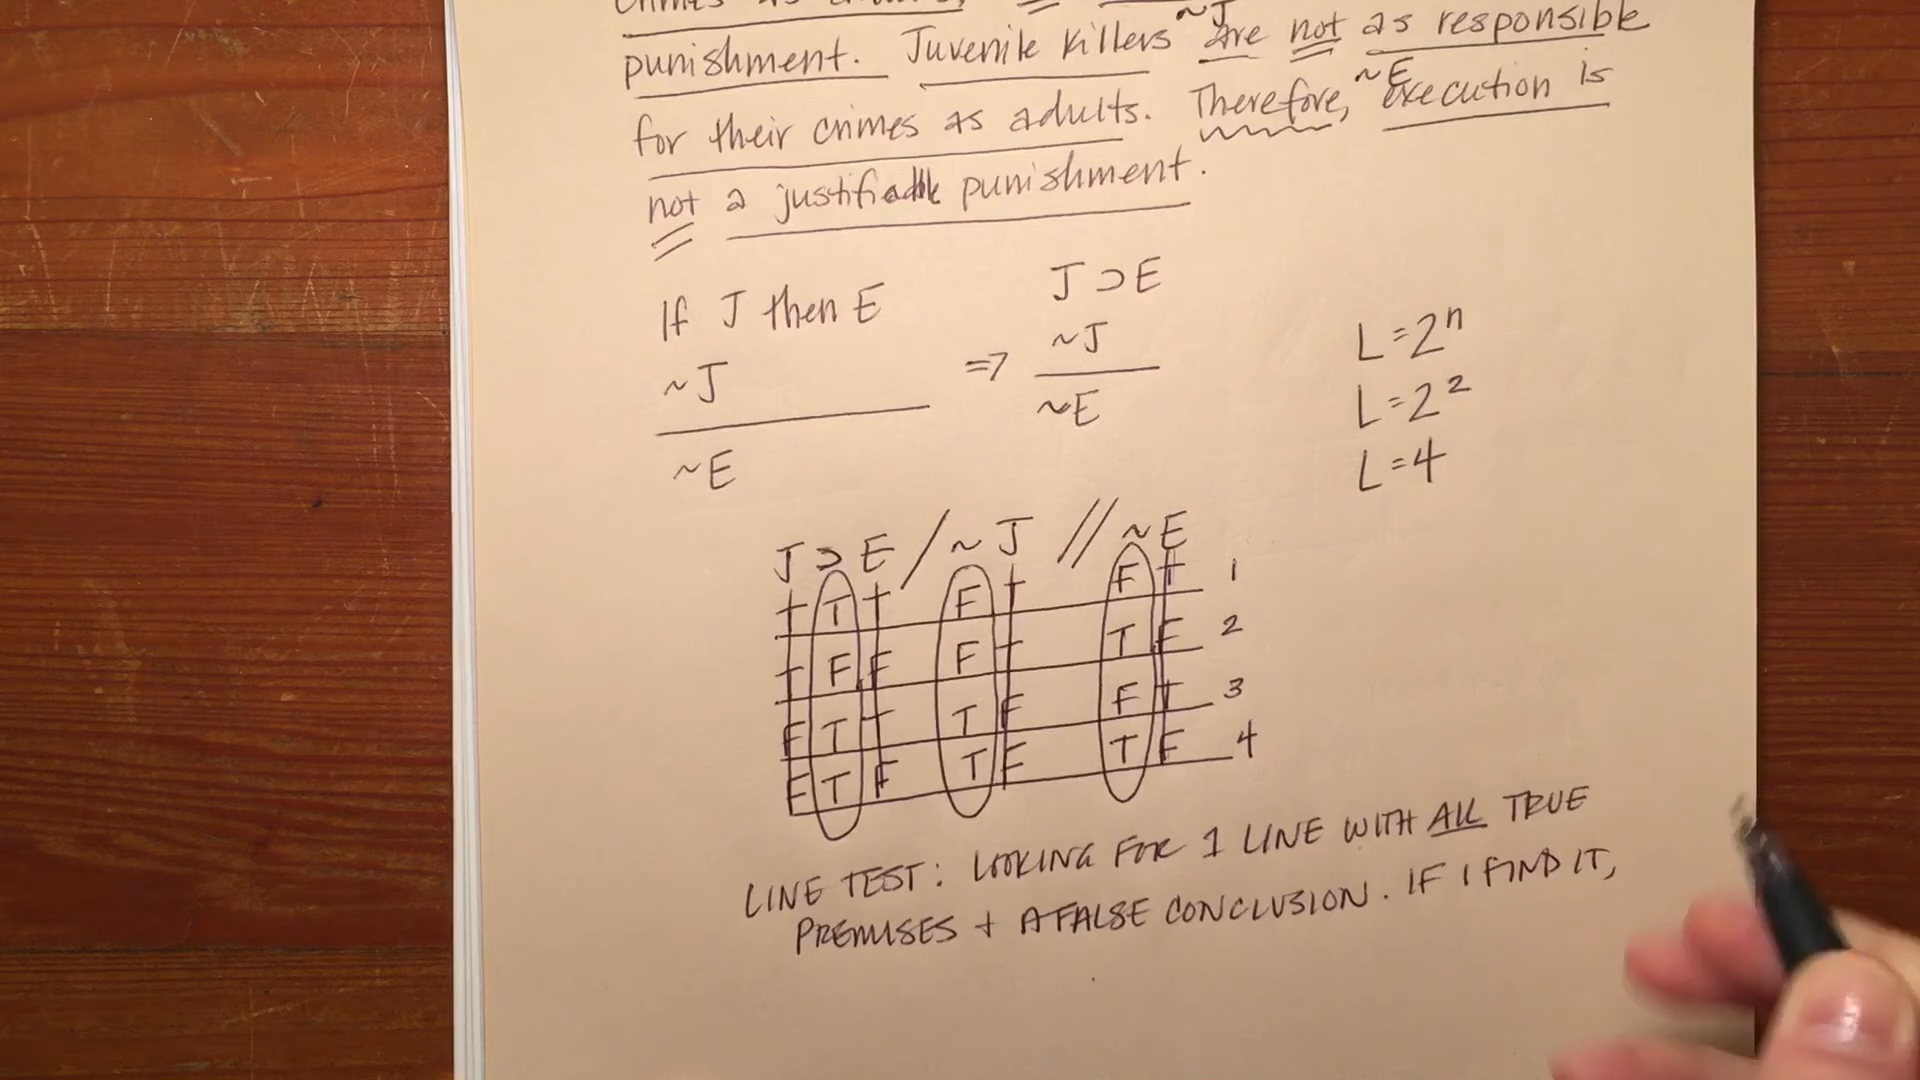 punishment. Juvenile killers ~J are not as responsible
for their crimes as adults. Therefore, ~E execution is
not a justifiable punishment.
If J then E
~J
~E
=>
J ⊃ E
~J
~E
L=2ⁿ
L=2²
L=4
J ⊃ E / ~ J // ~ E
T T T F T F T 1
T F F F T T F 2
F T T T F F T 3
F T F T F T F 4
LINE TEST: LOOKING FOR 1 LINE WITH ALL TRUE
PREMISES + A FALSE CONCLUSION. IF I FIND IT,